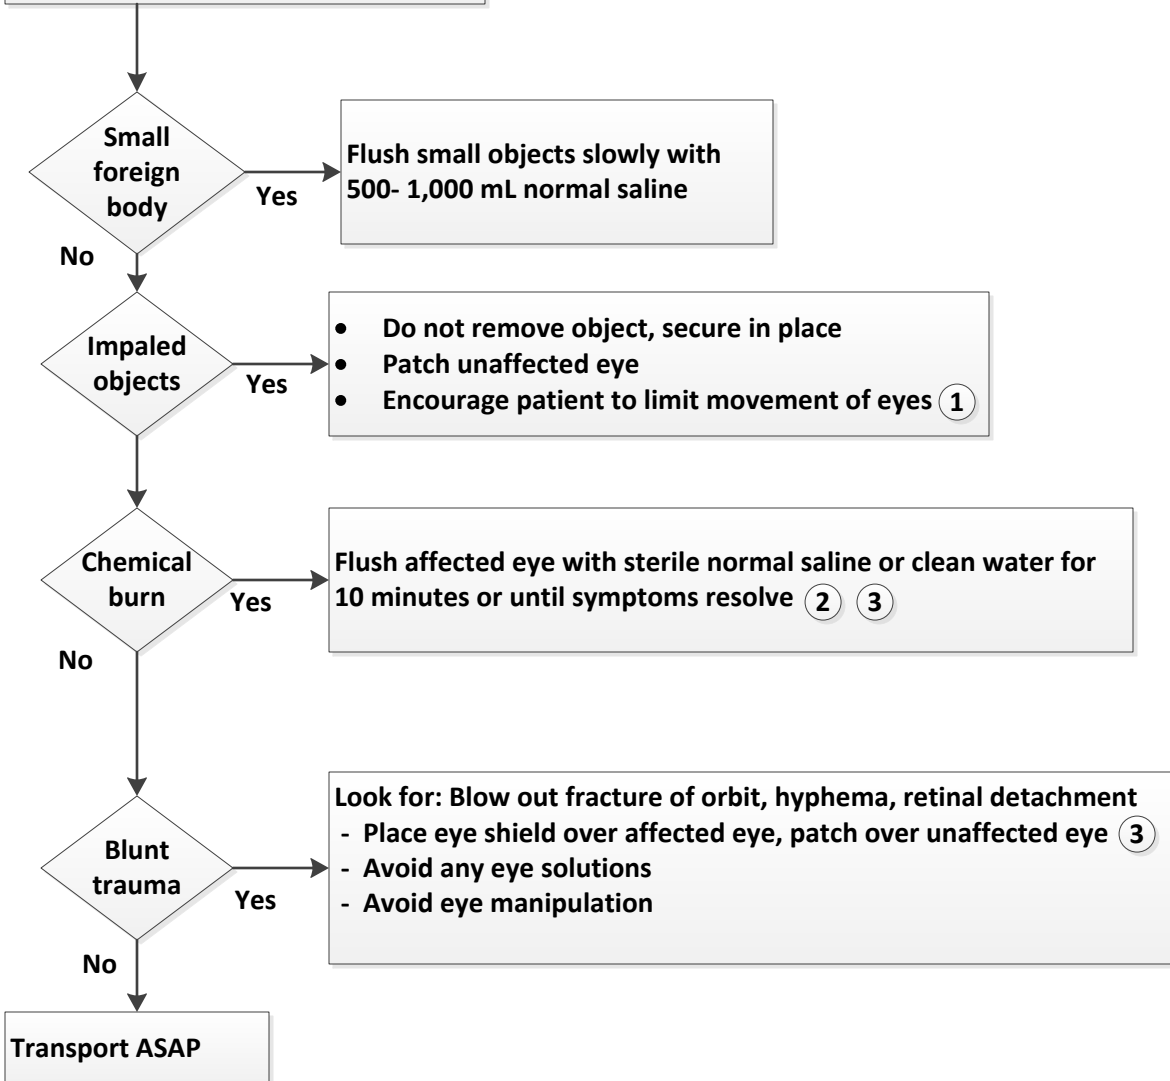 Small
foreign
body
Yes
Flush small objects slowly with
500- 1,000 mL normal saline
No
Impaled
objects
Yes
• Do not remove object, secure in place
• Patch unaffected eye
• Encourage patient to limit movement of eyes 1
Chemical
burn
Yes
Flush affected eye with sterile normal saline or clean water for
10 minutes or until symptoms resolve 2 3
No
Blunt
trauma
Yes
Look for: Blow out fracture of orbit, hyphema, retinal detachment
- Place eye shield over affected eye, patch over unaffected eye 3
- Avoid any eye solutions
- Avoid eye manipulation
No
Transport ASAP